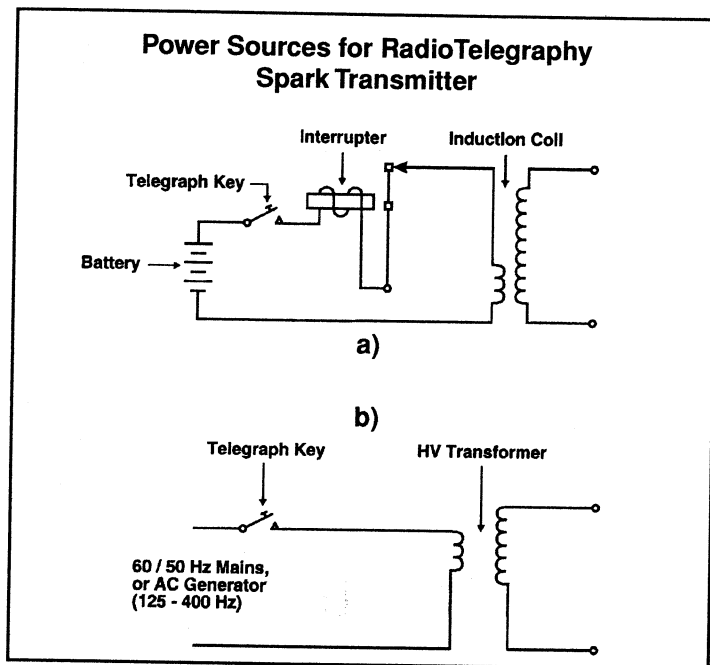 Power Sources for RadioTelegraphy
Spark Transmitter
Interrupter
Induction Coil
Telegraph Key
Battery
a)
b)
Telegraph Key
HV Transformer
60 / 50 Hz Mains,
or AC Generator
(125 - 400 Hz)